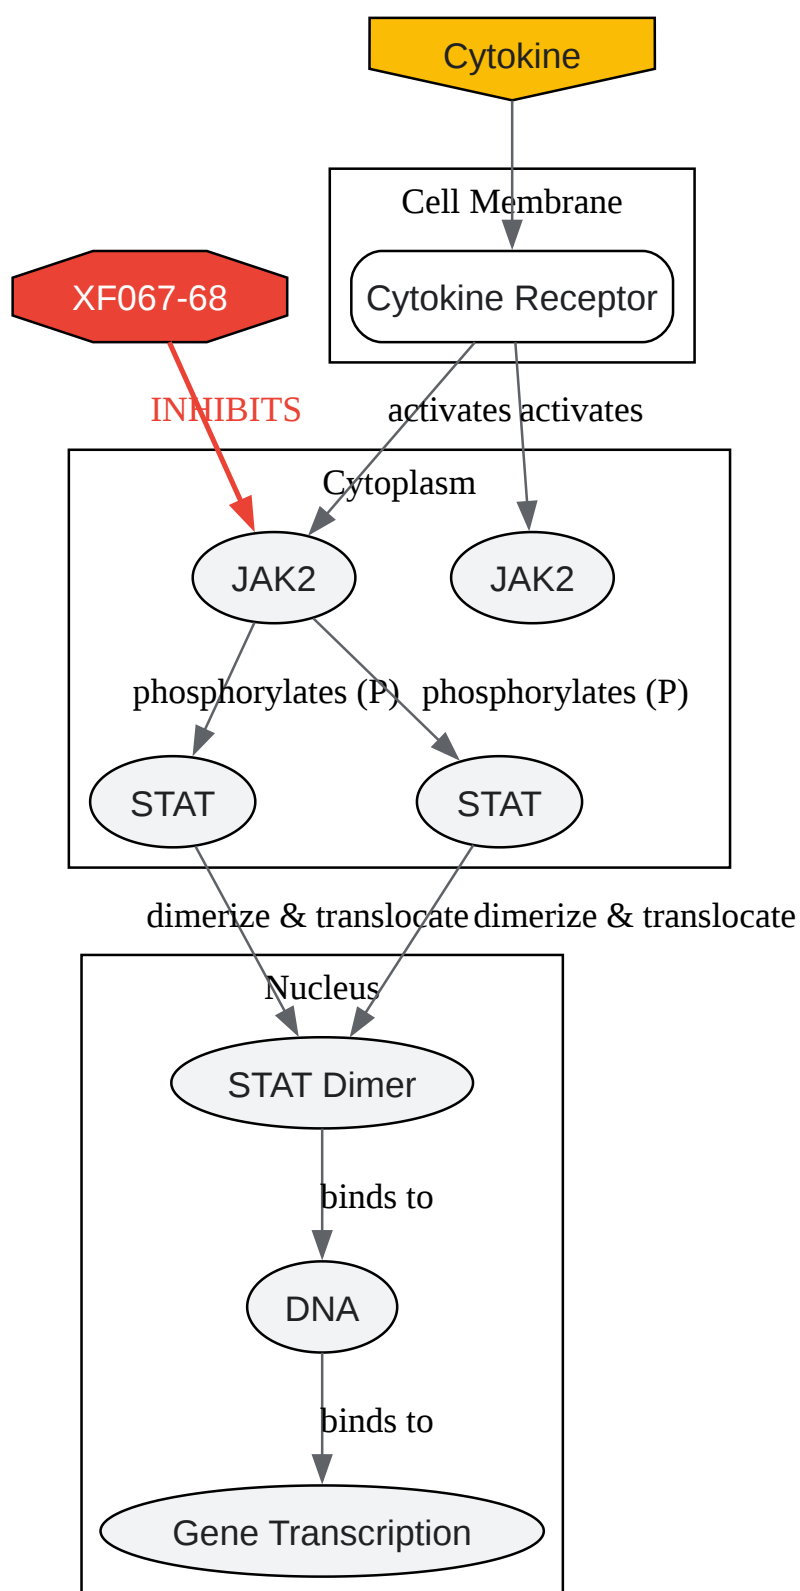 Cytokine
Cell Membrane
XF067-68
Cytokine Receptor
INHIBITS
activates
activates
Cytoplasm
JAK2
JAK2
phosphorylates (P)
phosphorylates (P)
STAT
STAT
dimerize & translocate
dimerize & translocate
Nucleus
STAT Dimer
binds to
DNA
binds to
Gene Transcription